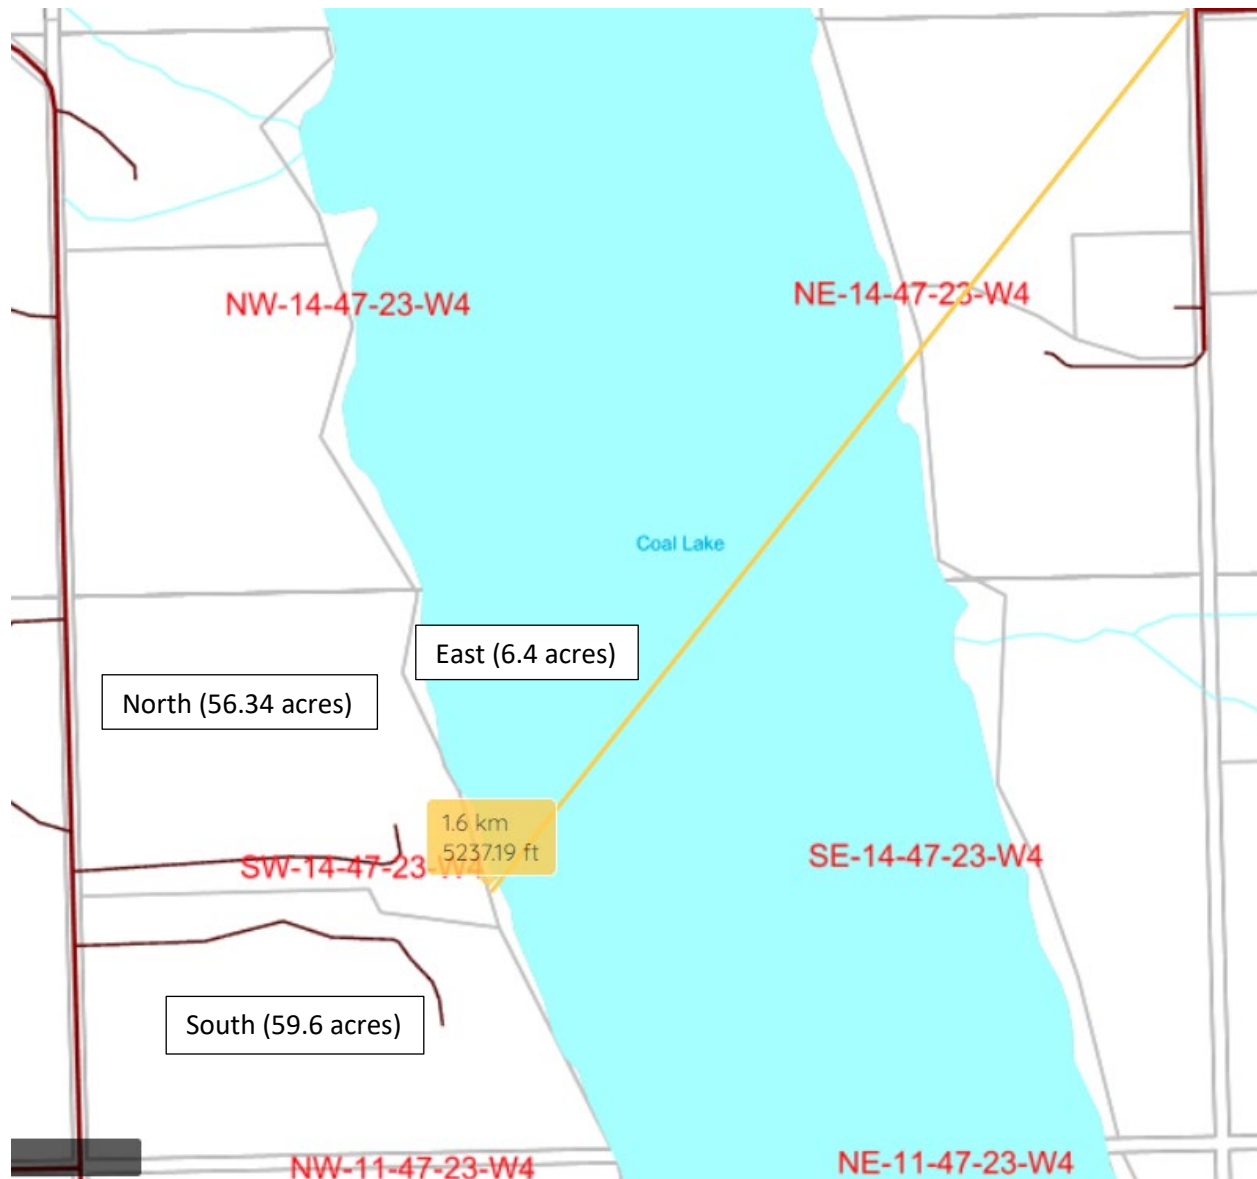 NW-14-47-23-W4
NE-14-47-23-W4
Coal Lake
East (6.4 acres)
North (56.34 acres)
1.6 km
5237.19 ft
SW-14-47-23-W4
SE-14-47-23-W4
South (59.6 acres)
NW-11-47-23-W4
NE-11-47-23-W4